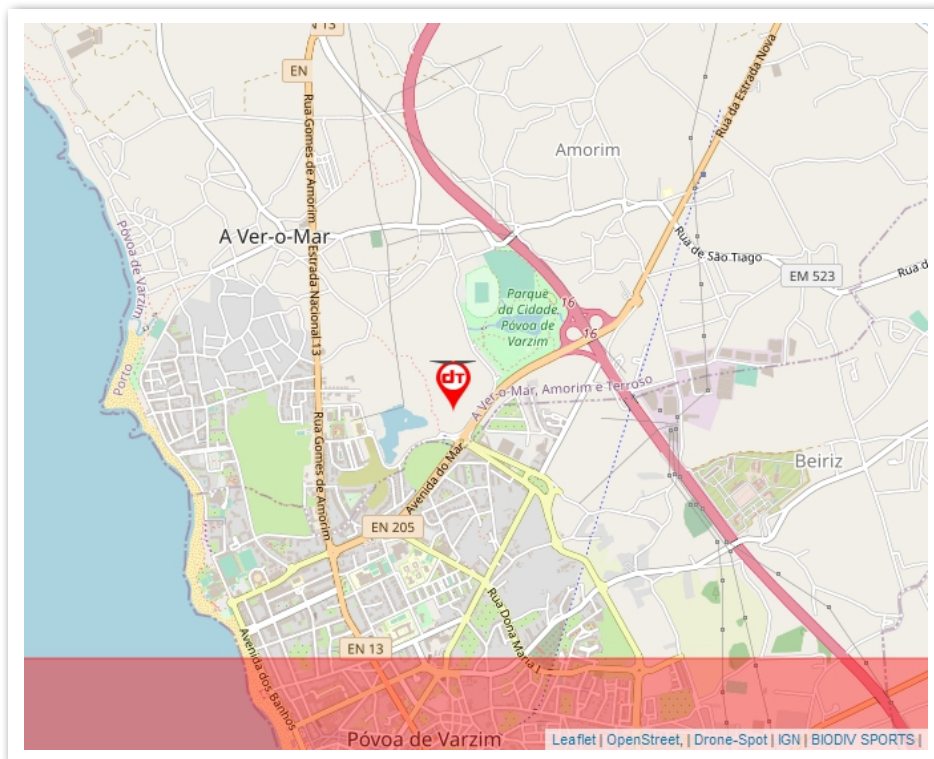 N 13
EN
Rua Gomes de Amorim
Estrada Nacional 13
Rua Gomes de Amorim
Rua da Estrada Nova
Amorim
A Ver-o-Mar
Póvoa de Varzim
Porto
Rua de São Tiago
Rua d
EM 523
Parque
da Cidade
Póvoa de
Varzim
16
16
dT
A Ver-o-Mar, Amorim e Terroso
Avenida do Mar
Beiriz
EN 205
Rua Dona Maria I
EN 13
Avenida dos Banhos
Póvoa de Varzim
Leaflet | OpenStreet, | Drone-Spot | IGN | BIODIV SPORTS |